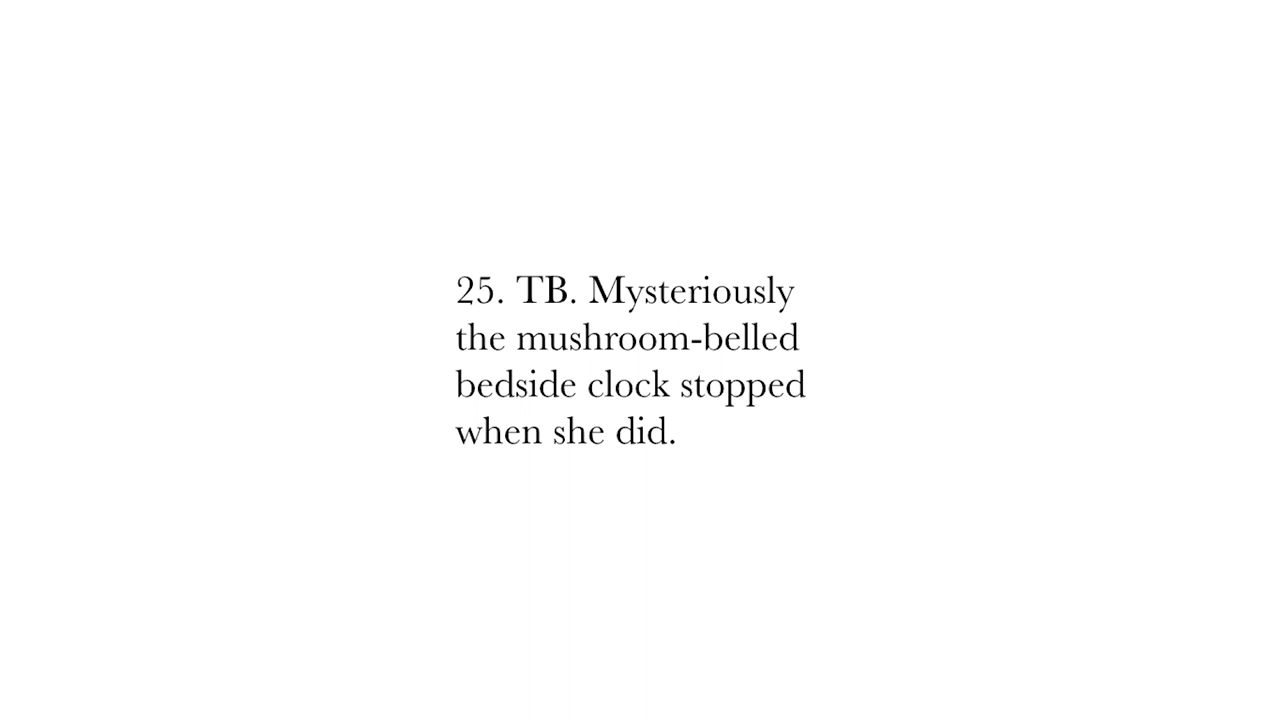 25. TB. Mysteriously
the mushroom-belled
bedside clock stopped
when she did.